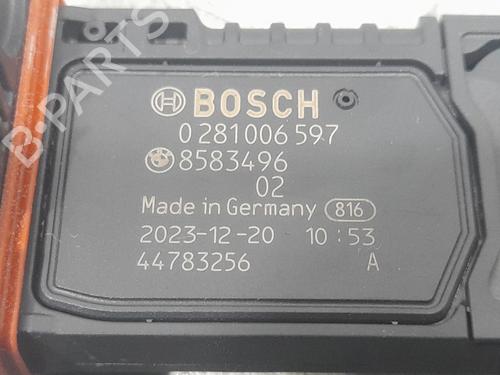 BOSCH
0 281 006 597
8583496
02
Made in Germany 816
2023-12-20 10:53
44783256 A
B-PARTS